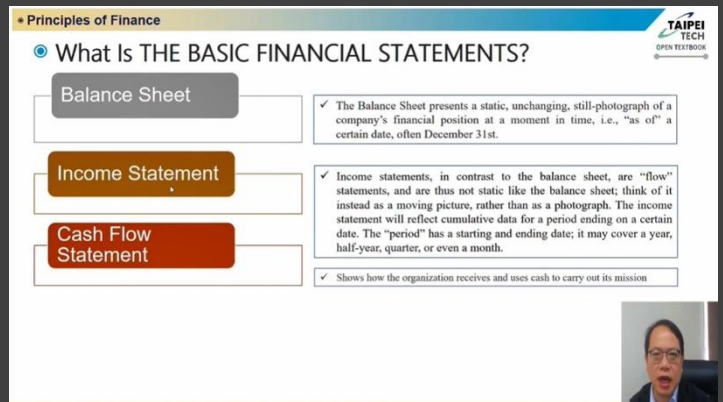 Principles of Finance
TAIPEI
TECH
OPEN TEXTBOOK
What Is THE BASIC FINANCIAL STATEMENTS?
Balance Sheet
✓ The Balance Sheet presents a static, unchanging, still-photograph of a
company's financial position at a moment in time, i.e., "as of" a
certain date, often December 31st.
Income Statement
✓ Income statements, in contrast to the balance sheet, are "flow"
statements, and are thus not static like the balance sheet; think of it
instead as a moving picture, rather than as a photograph. The income
statement will reflect cumulative data for a period ending on a certain
date. The "period" has a starting and ending date; it may cover a year,
half-year, quarter, or even a month.
Cash Flow
Statement
✓ Shows how the organization receives and uses cash to carry out its mission